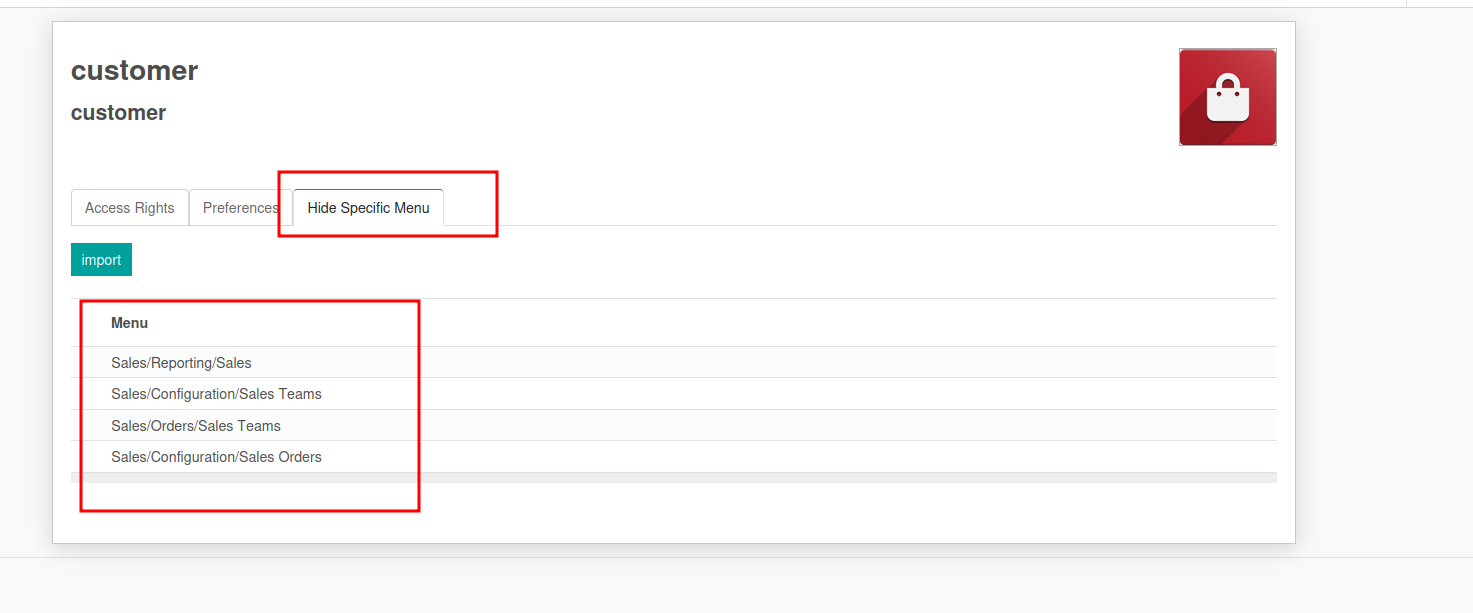 customer
customer
Access Rights
Preferences
Hide Specific Menu
import
Menu
Sales/Reporting/Sales
Sales/Configuration/Sales Teams
Sales/Orders/Sales Teams
Sales/Configuration/Sales Orders